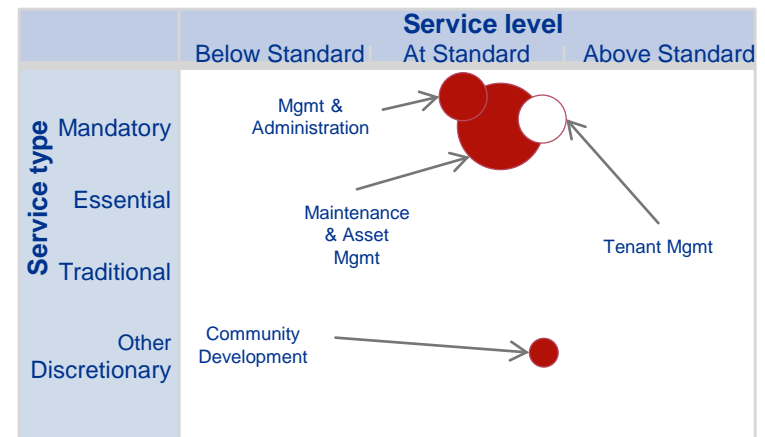 Service level
Below Standard
At Standard
Above Standard
Service type
Mandatory
Essential
Traditional
Other
Discretionary
Mgmt &
Administration
Maintenance
& Asset
Mgmt
Tenant Mgmt
Community
Development